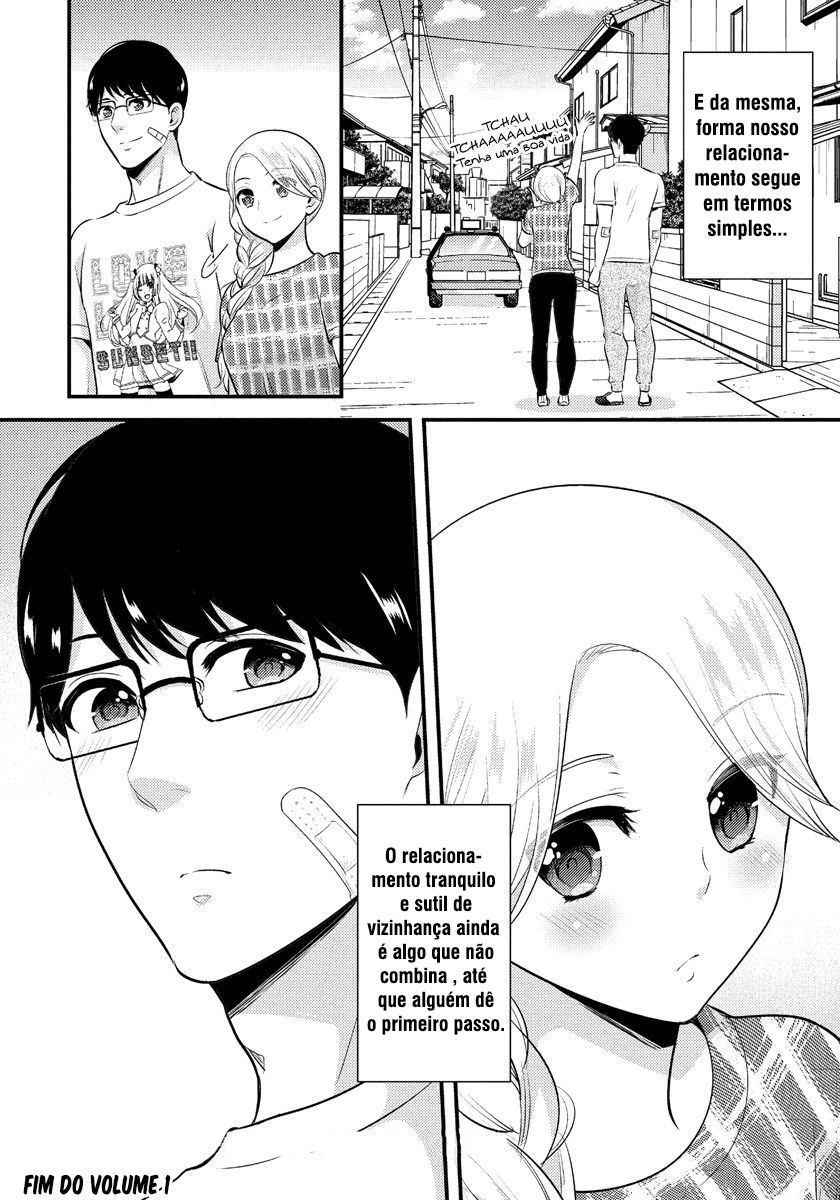 E da mesma,
forma nosso
relaciona-
mento segue
em termos
simples...
TCHAU
TCHAAAAAUUUU
Tenha uma boa vida
LOVE
L
SUNSET!!
O relaciona-
mento tranquilo
e sutil de
vizinhança ainda
é algo que não
combina , até
que alguém dê
o primeiro passo.
FIM DO VOLUME 1